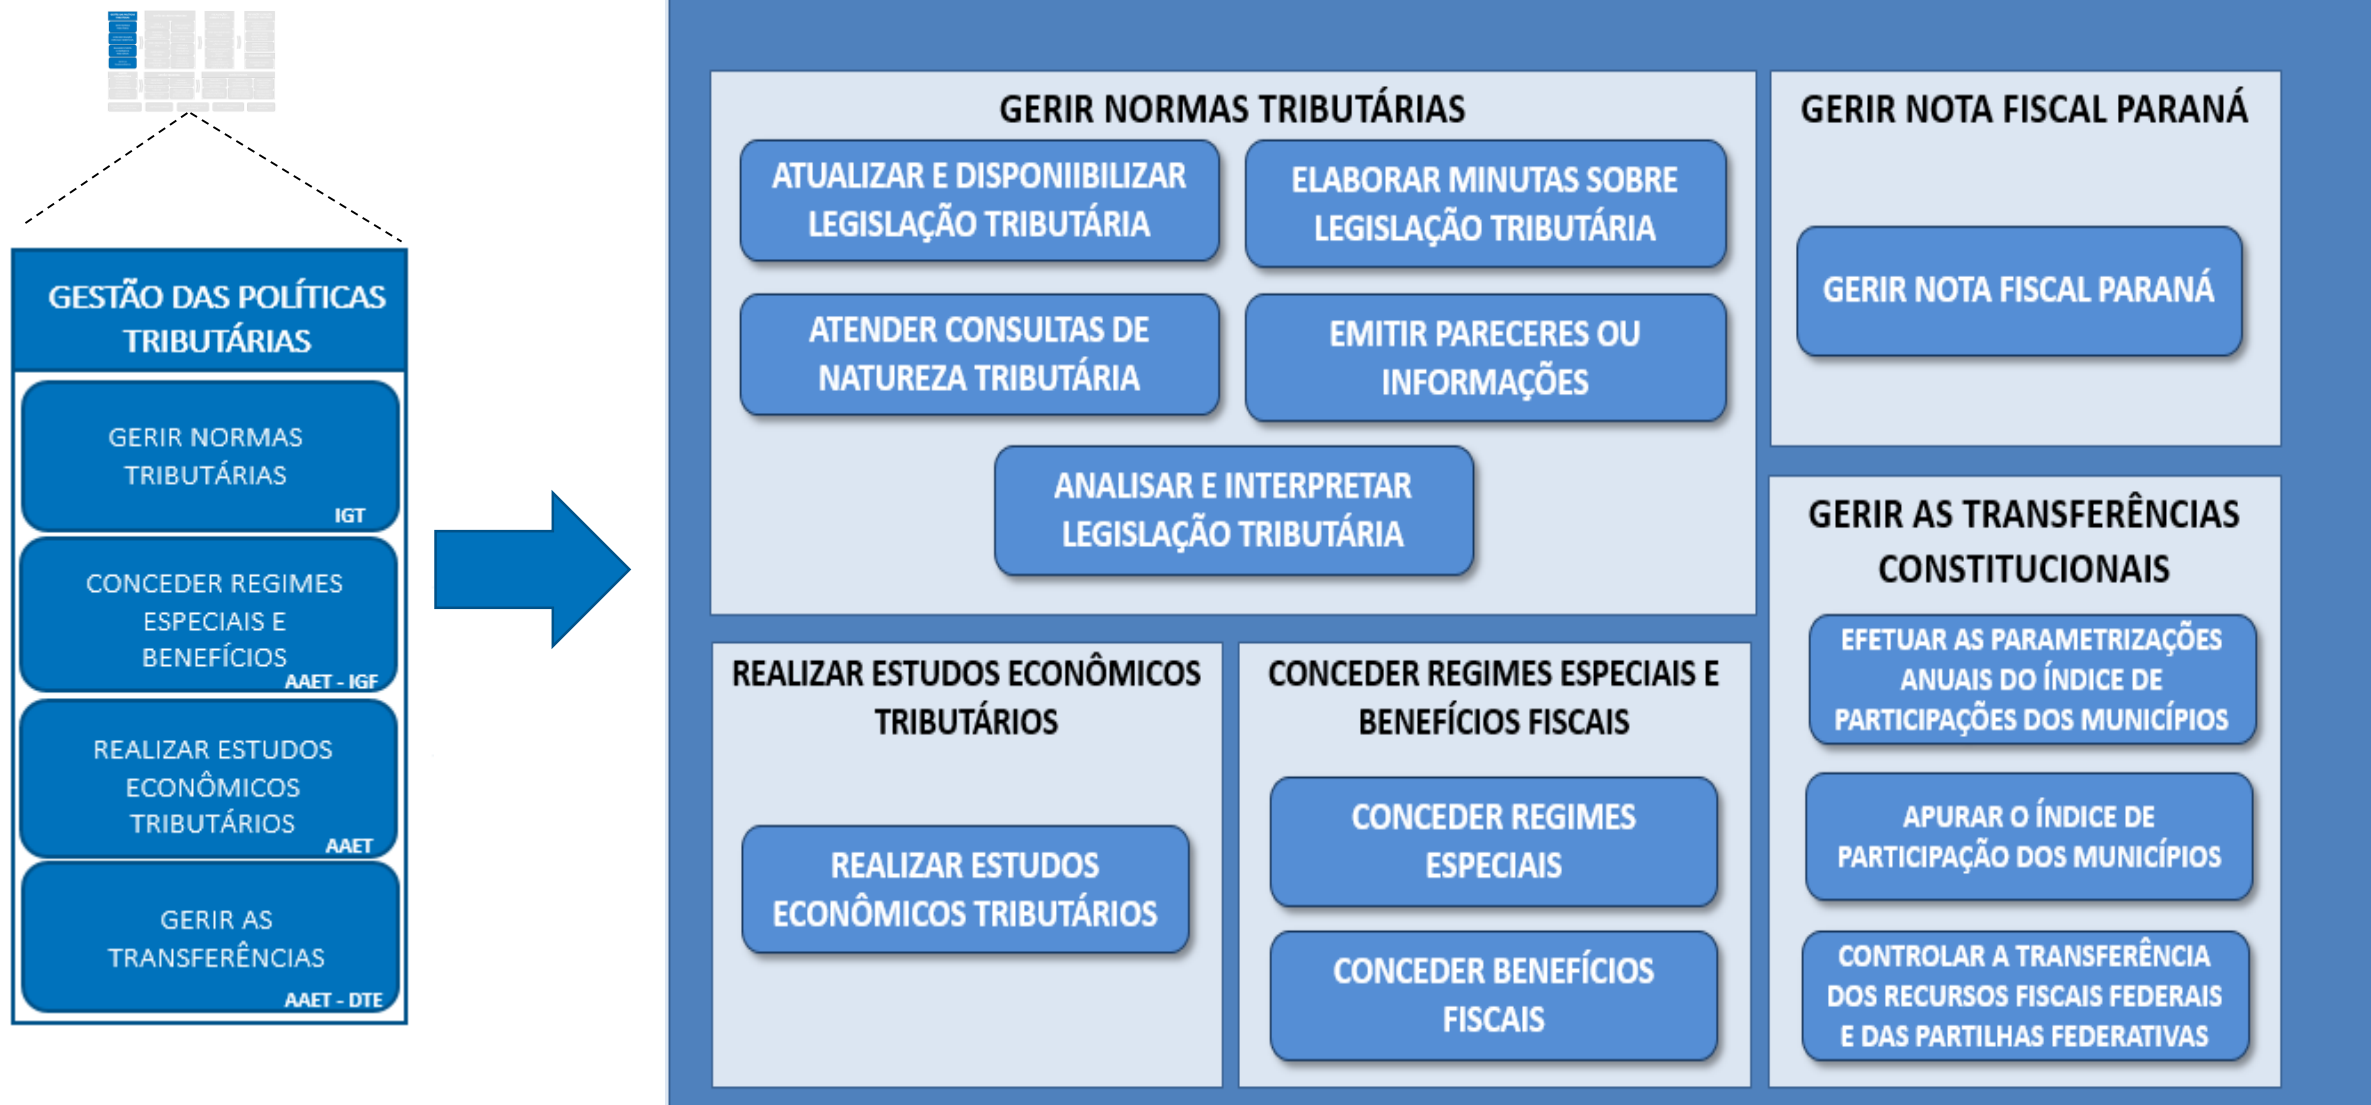 GESTÃO DAS POLÍTICAS
TRIBUTÁRIAS
GERIR NORMAS
TRIBUTÁRIAS
IGT
CONCEDER REGIMES
ESPECIAIS E
BENEFÍCIOS
AAET - IGF
REALIZAR ESTUDOS
ECONÔMICOS
TRIBUTÁRIOS
AAET
GERIR AS
TRANSFERÊNCIAS
AAET - DTE
GERIR NORMAS TRIBUTÁRIAS
ATUALIZAR E DISPONIIBILIZAR
LEGISLAÇÃO TRIBUTÁRIA
ELABORAR MINUTAS SOBRE
LEGISLAÇÃO TRIBUTÁRIA
ATENDER CONSULTAS DE
NATUREZA TRIBUTÁRIA
EMITIR PARECERES OU
INFORMAÇÕES
ANALISAR E INTERPRETAR
LEGISLAÇÃO TRIBUTÁRIA
GERIR NOTA FISCAL PARANÁ
GERIR NOTA FISCAL PARANÁ
REALIZAR ESTUDOS ECONÔMICOS
TRIBUTÁRIOS
REALIZAR ESTUDOS
ECONÔMICOS TRIBUTÁRIOS
CONCEDER REGIMES ESPECIAIS E
BENEFÍCIOS FISCAIS
CONCEDER REGIMES
ESPECIAIS
CONCEDER BENEFÍCIOS
FISCAIS
GERIR AS TRANSFERÊNCIAS
CONSTITUCIONAIS
EFETUAR AS PARAMETRIZAÇÕES
ANUAIS DO ÍNDICE DE
PARTICIPAÇÕES DOS MUNICÍPIOS
APURAR O ÍNDICE DE
PARTICIPAÇÃO DOS MUNICÍPIOS
CONTROLAR A TRANSFERÊNCIA
DOS RECURSOS FISCAIS FEDERAIS
E DAS PARTILHAS FEDERATIVAS